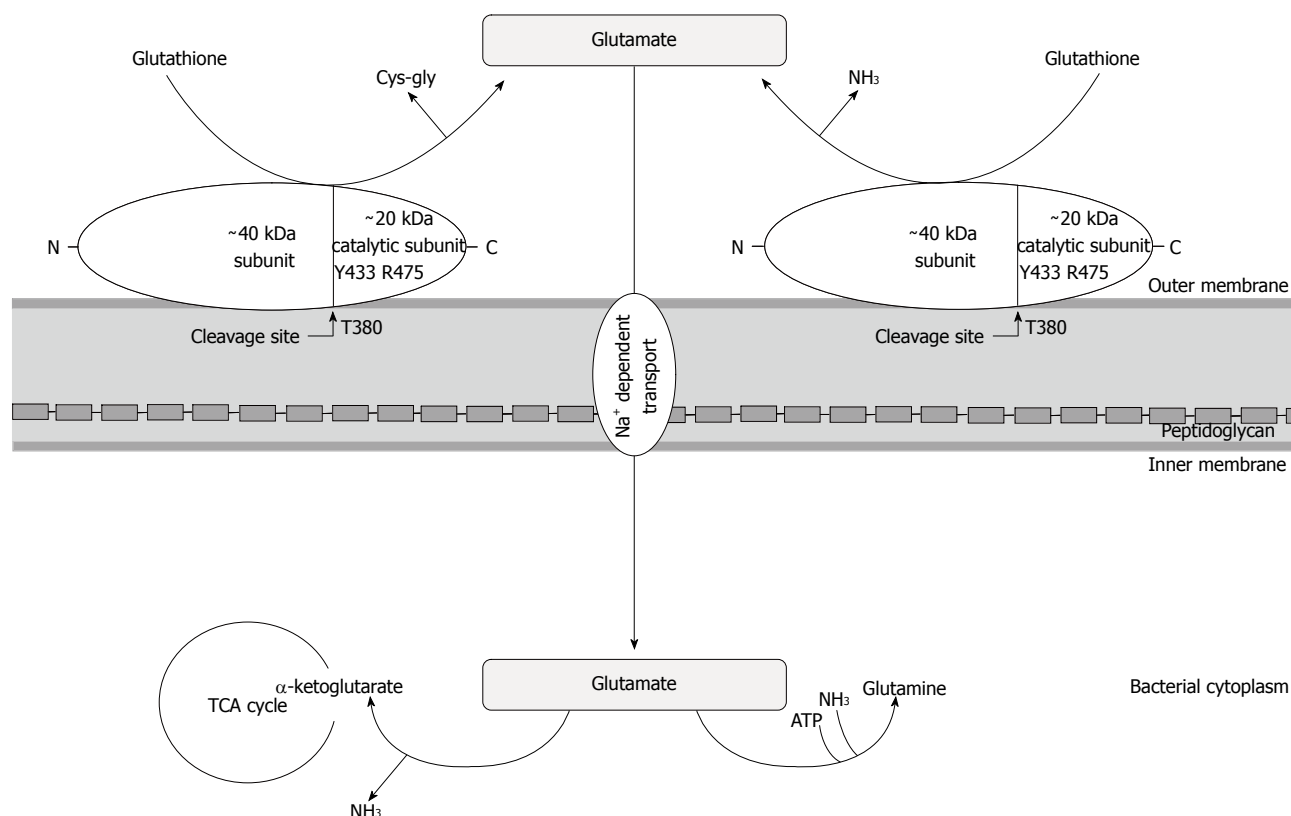 Glutamate
Glutathione
Glutathione
Cys-gly
NH₃
~40 kDa
subunit
~20 kDa
catalytic subunit
Y433 R475
N
C
~40 kDa
subunit
~20 kDa
catalytic subunit
Y433 R475
N
C
Outer membrane
Cleavage site
T380
Cleavage site
T380
Na⁺ dependent
transport
Peptidoglycan
Inner membrane
TCA cycle
α-ketoglutarate
Glutamate
NH₃
ATP
Glutamine
Bacterial cytoplasm
NH₃